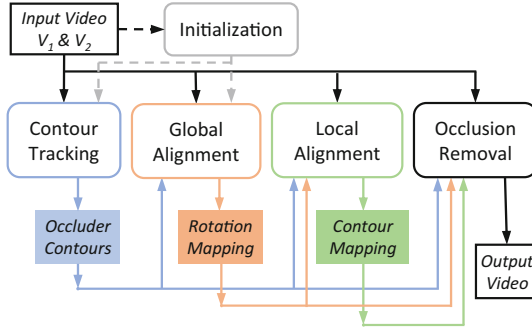 Input Video
V1 & V2
Initialization
Contour
Tracking
Global
Alignment
Local
Alignment
Occlusion
Removal
Occluder
Contours
Rotation
Mapping
Contour
Mapping
Output
Video